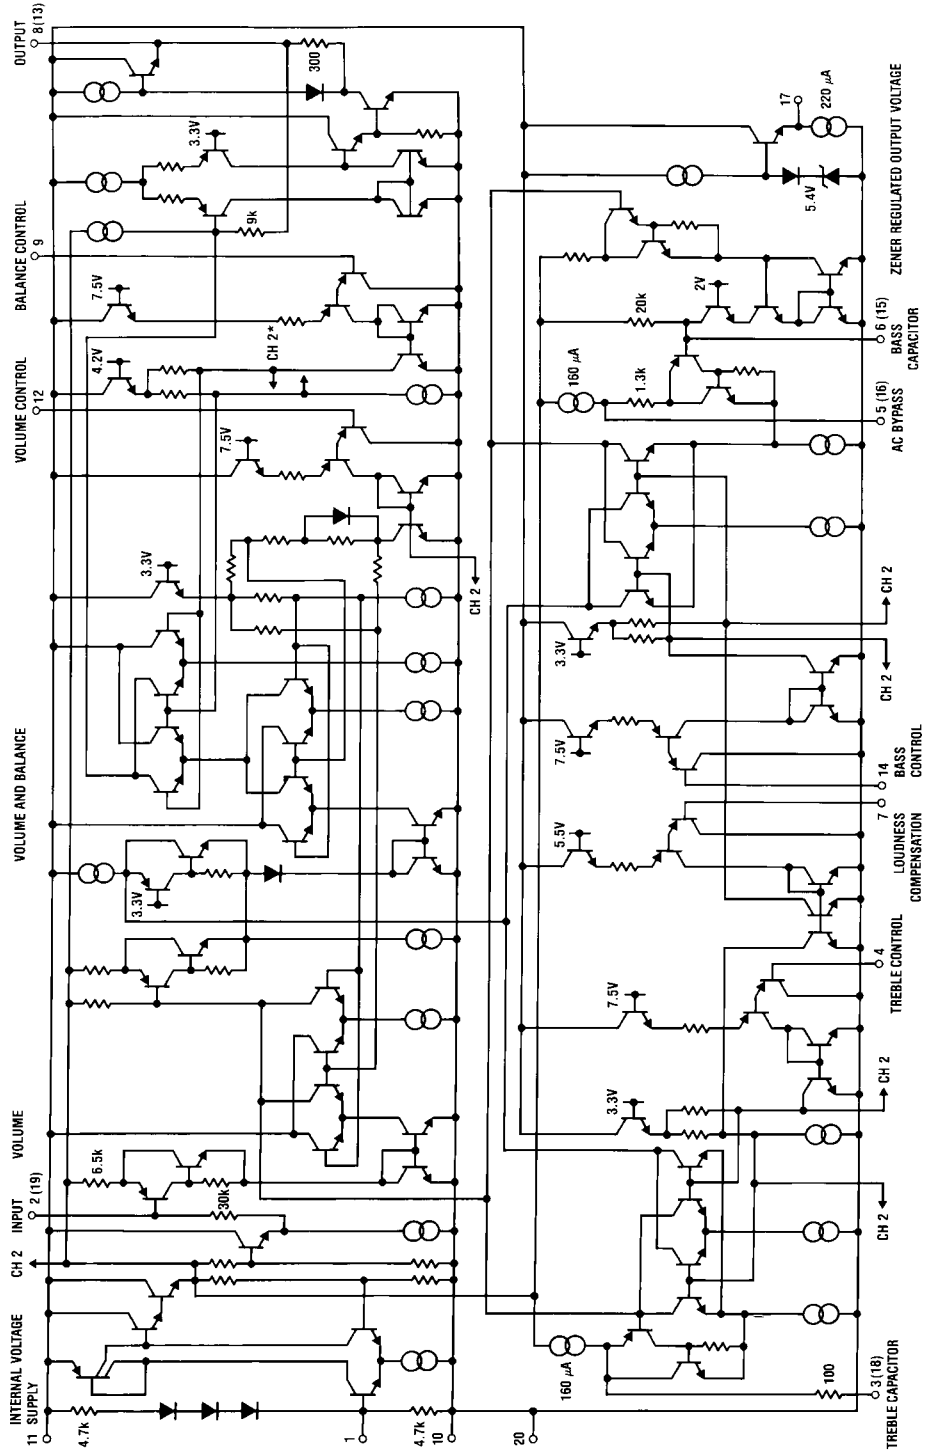 INTERNAL VOLTAGE
SUPPLY
11
CH 2
INPUT
2 (19)
VOLUME
VOLUME AND BALANCE
VOLUME CONTROL
12
BALANCE CONTROL
9
OUTPUT
8 (13)
4.7k
6.5k
30k
3.3V
3.3V
7.5V
4.2V
7.5V
CH 2*
9k
3.3V
300
1
4.7k
10
CH 2
20
160 µA
3.3V
7.5V
5.5V
7.5V
3.3V
160 µA
1.3k
20k
2V
5.4V
17
220 µA
100
3 (18)
TREBLE CAPACITOR
CH 2
CH 2
4
TREBLE CONTROL
LOUDNESS
COMPENSATION
7
14
BASS
CONTROL
CH 2
CH 2
5 (16)
AC BYPASS
6 (15)
BASS
CAPACITOR
ZENER REGULATED OUTPUT VOLTAGE